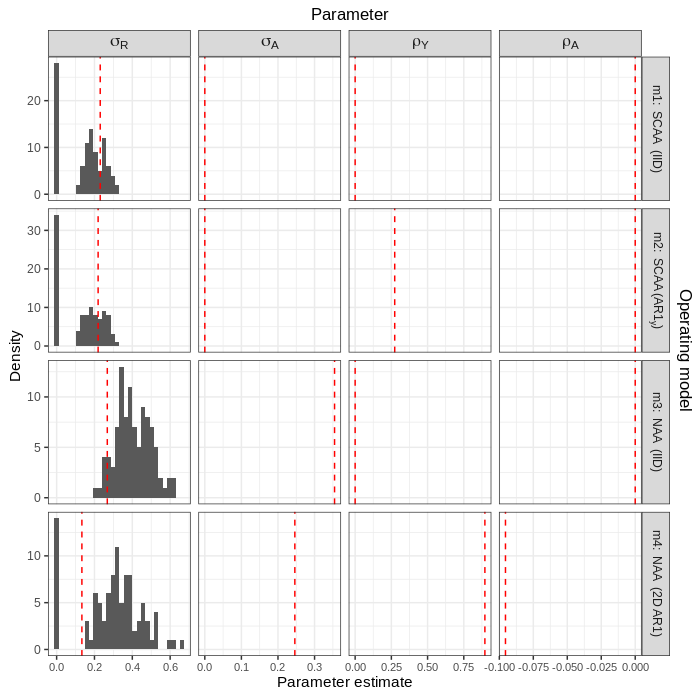 Parameter
σR σA ρY ρA
20
10
0
m1: SCAA (IID)
30
20
10
0
m2: SCAA (AR1y)
10
5
0
m3: NAA (IID)
10
5
0
m4: NAA (2D AR1)
0.0 0.2 0.4 0.6 0.0 0.1 0.2 0.3 0.00 0.25 0.50 0.75 -0.100 -0.075 -0.050 -0.025 0.000
Parameter estimate
Density
Operating model